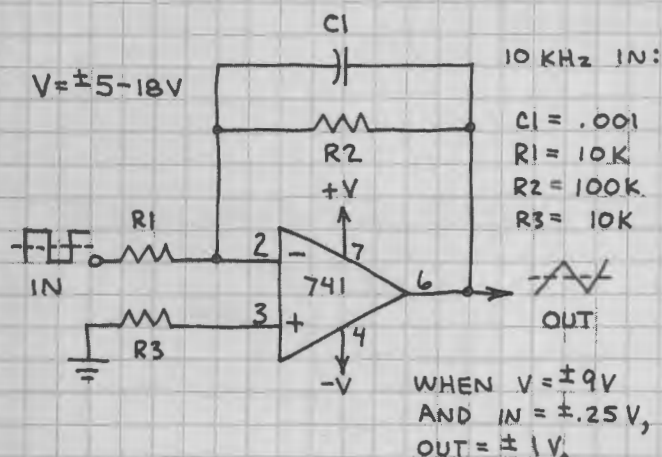 C1
10 KHz IN:
V = ±5-18V
C1 = .001
R1 = 10K
R2 = 100K
R3 = 10K
R2
+V
R1
2
-
7
741
6
IN
3
+
4
OUT
R3
-V
WHEN V = ±9V
AND IN = ±.25V,
OUT = ±1V.